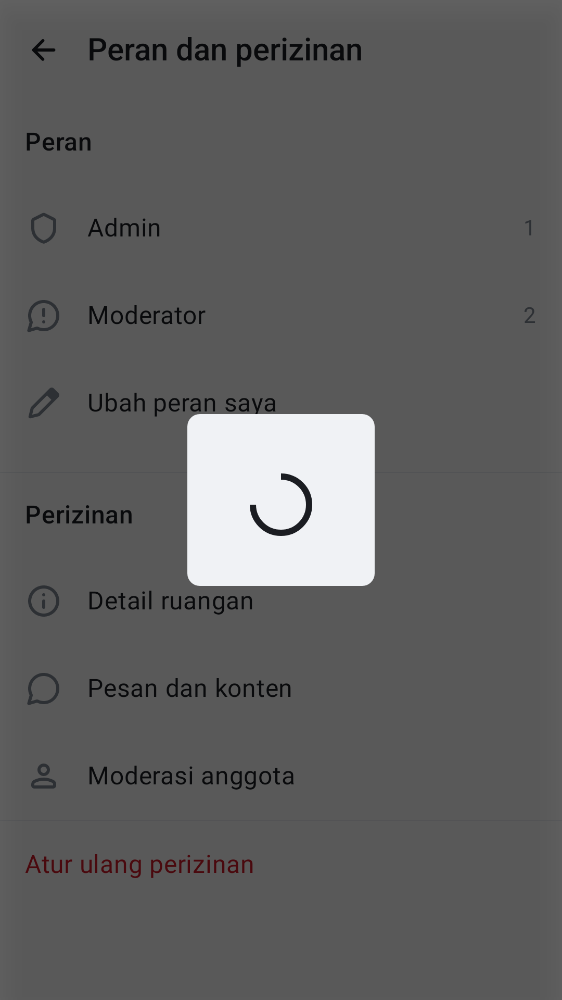 Peran dan perizinan
Peran
Admin 1
Moderator 2
Ubah peran saya
Perizinan
Detail ruangan
Pesan dan konten
Moderasi anggota
Atur ulang perizinan